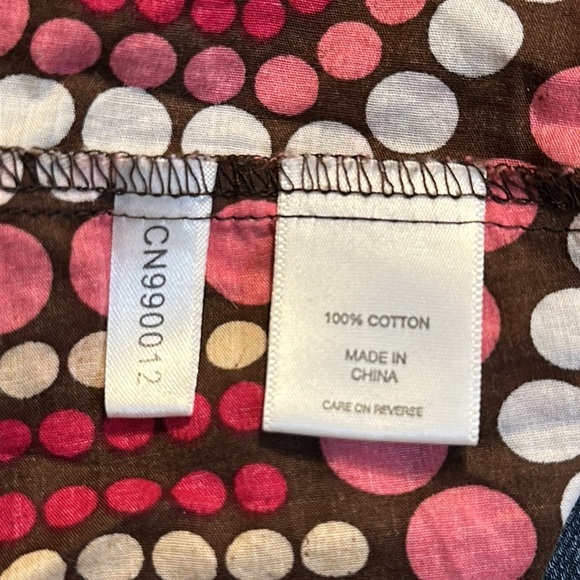 CN990012
100% COTTON
MADE IN
CHINA
CARE ON REVERSE